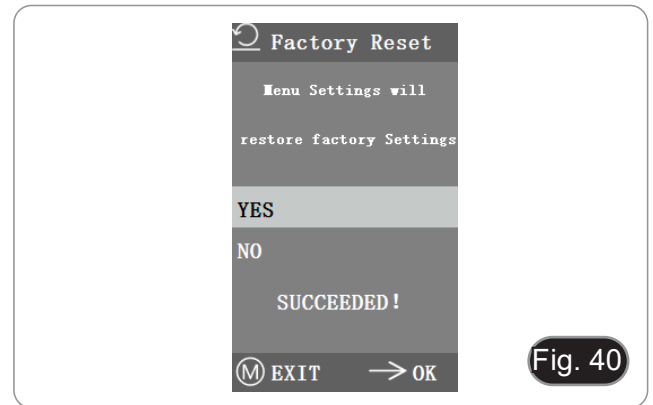 Factory Reset
Menu Settings will
restore factory Settings
YES
NO
SUCCEEDED!
M EXIT → OK
Fig. 40